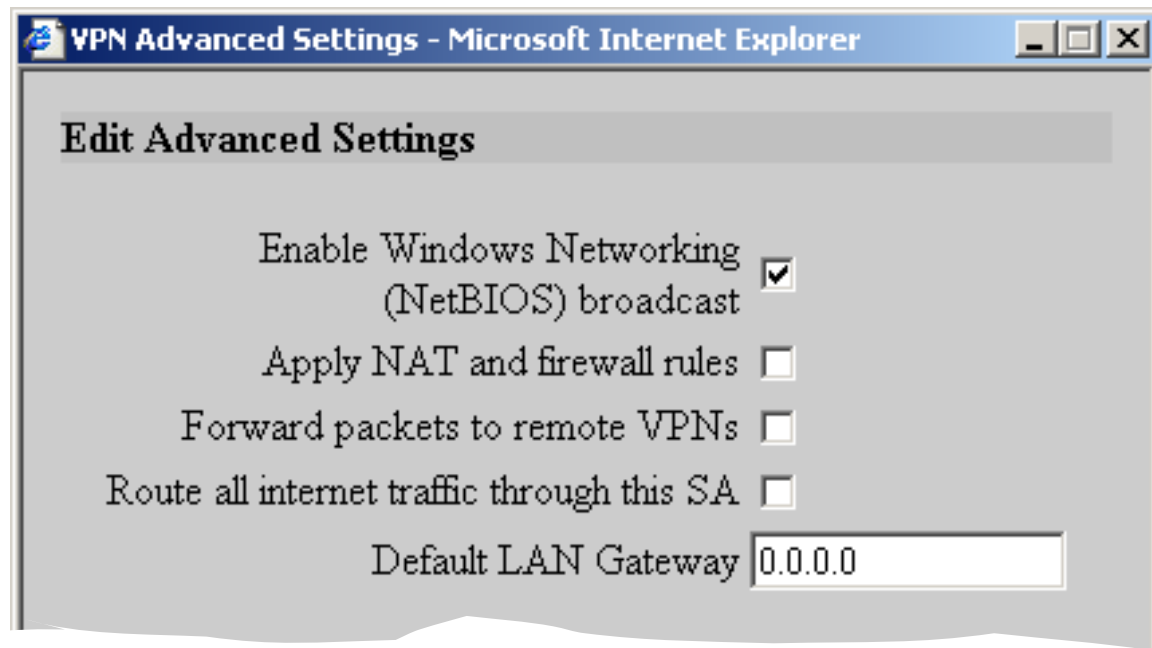 VPN Advanced Settings - Microsoft Internet Explorer
Edit Advanced Settings
Enable Windows Networking
(NetBIOS) broadcast
Apply NAT and firewall rules
Forward packets to remote VPNs
Route all internet traffic through this SA
Default LAN Gateway 0.0.0.0